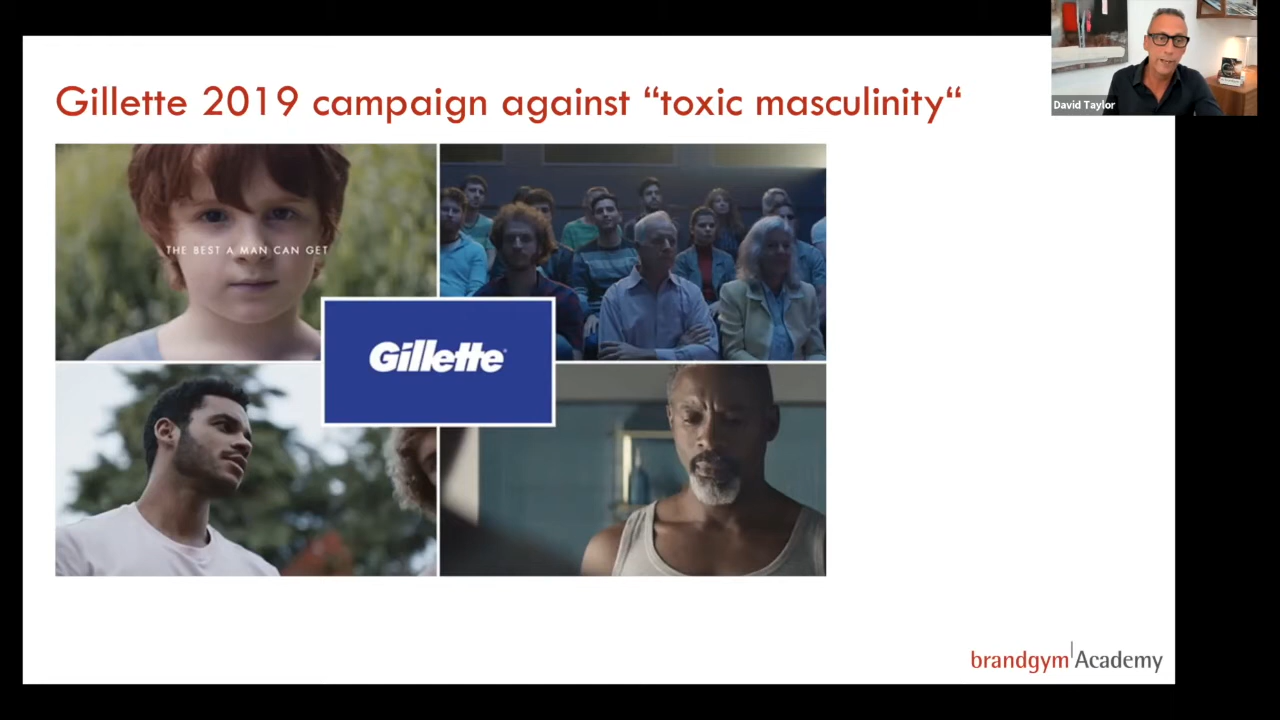 Gillette 2019 campaign against “toxic masculinity“
David Taylor
THE BEST A MAN CAN GET
Gillette
brandgym Academy